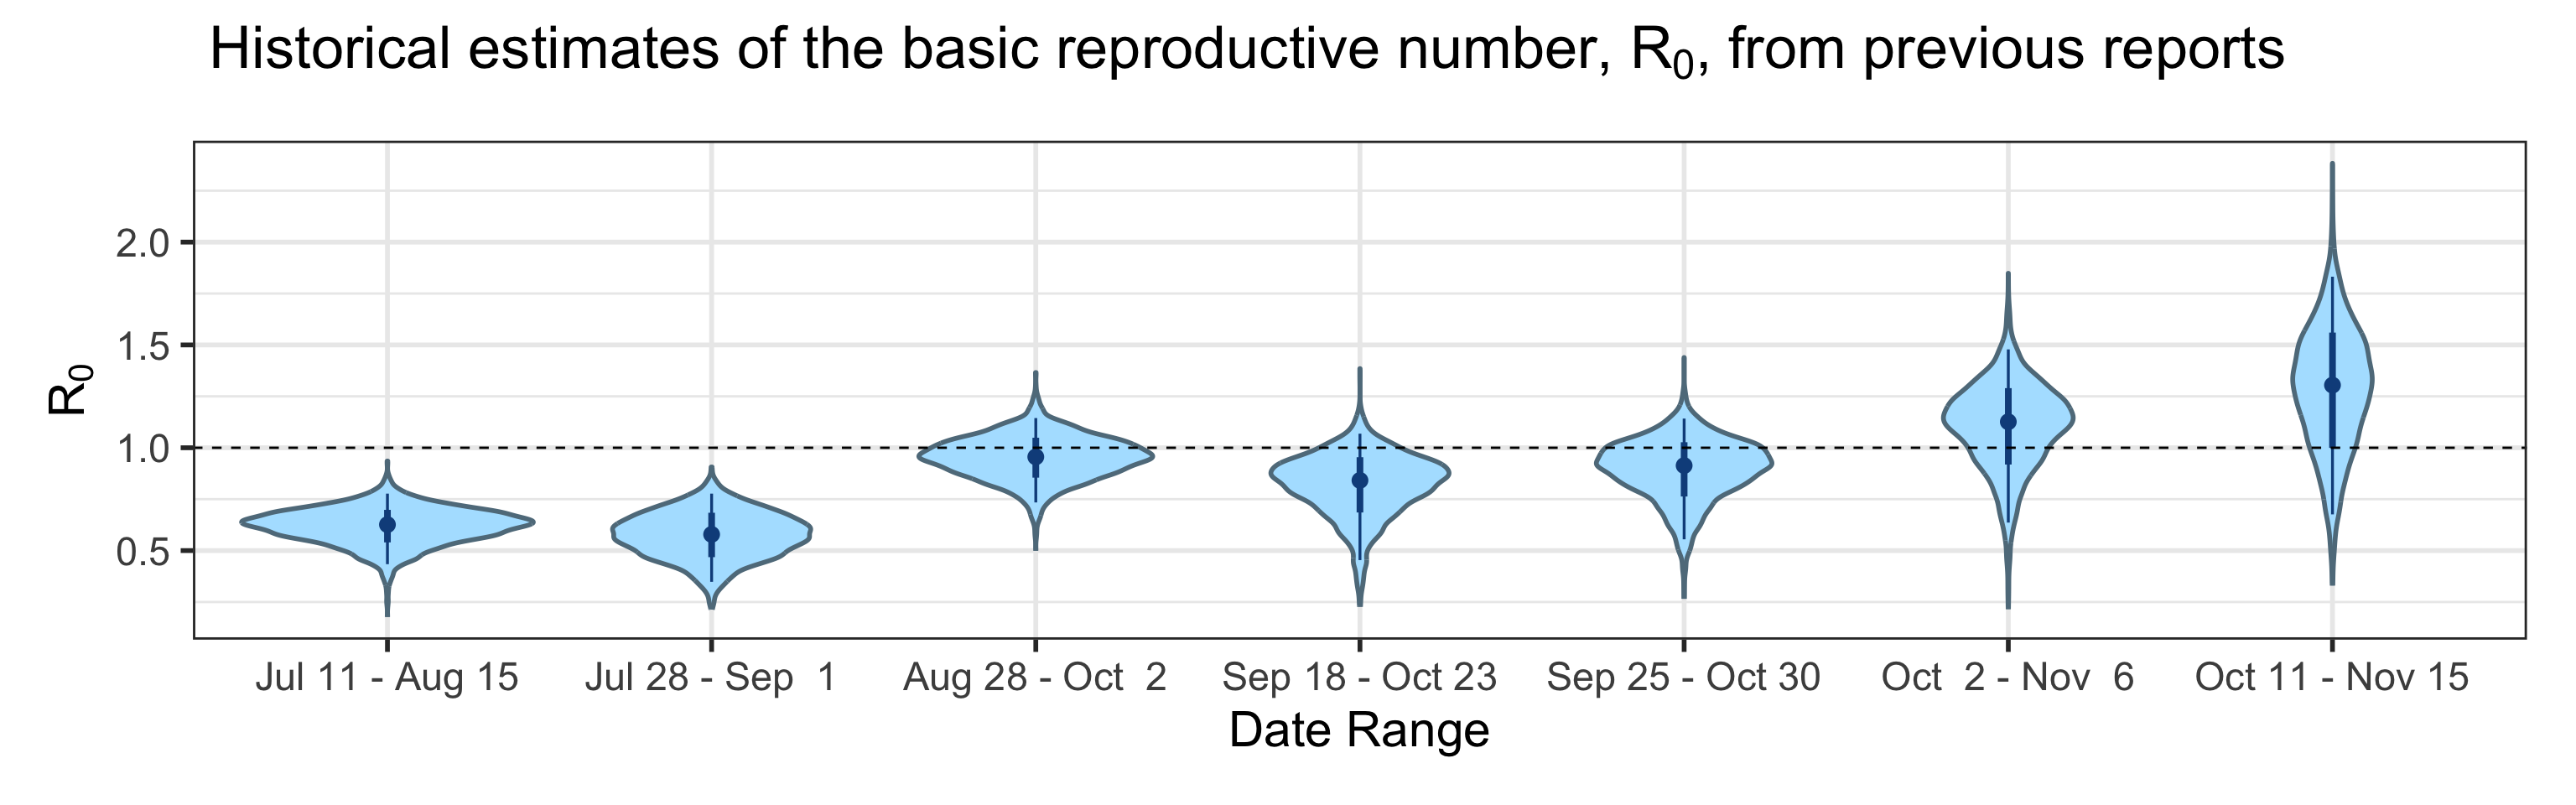 Historical estimates of the basic reproductive number, R₀, from previous reports
2.0
1.5
1.0
0.5
R₀
Jul 11 - Aug 15 Jul 28 - Sep  1 Aug 28 - Oct  2 Sep 18 - Oct 23 Sep 25 - Oct 30 Oct  2 - Nov  6 Oct 11 - Nov 15
Date Range